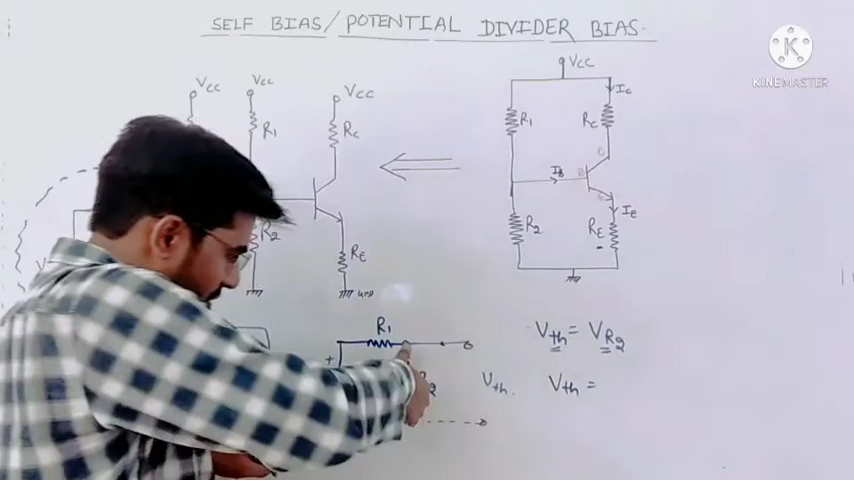 SELF BIAS/POTENTIAL DIVIDER BIAS.
K
KINEMASTER
VCC
VCC
VCC
VCC
IC
R1
RC
R1
RC
C
IB
B
R2
RE
IE
R2
RE
GND
R1
Vth = VR2
+
Vth.
Vth =